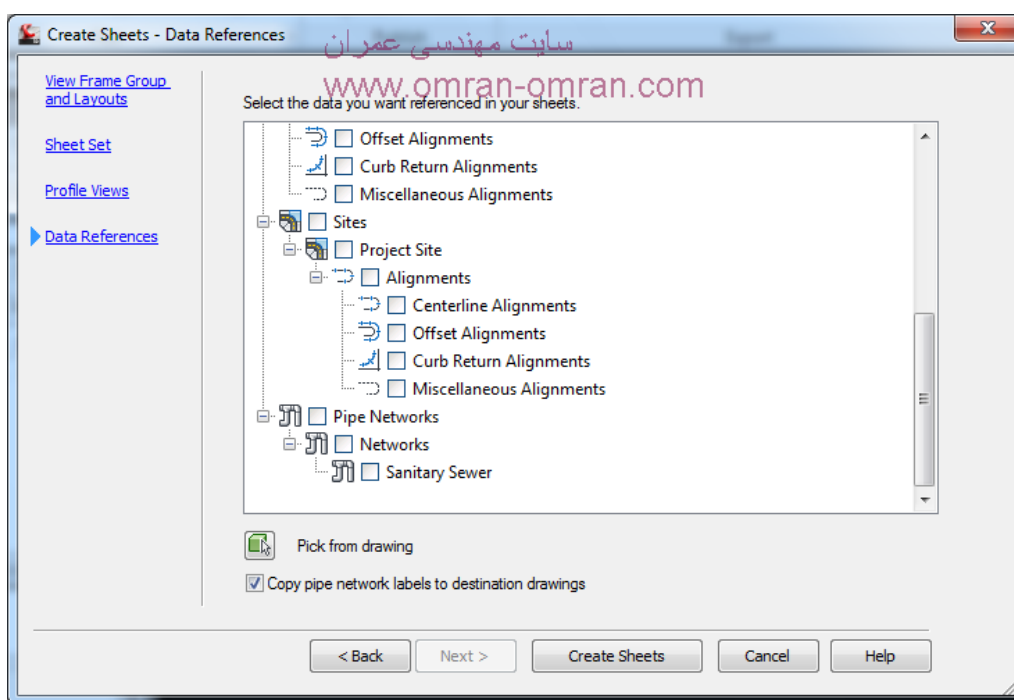 Create Sheets - Data References
سایت مهندسی عمران
www.omran-omran.com
View Frame Group
and Layouts
Sheet Set
Profile Views
Data References
Select the data you want referenced in your sheets.
Offset Alignments
Curb Return Alignments
Miscellaneous Alignments
Sites
Project Site
Alignments
Centerline Alignments
Offset Alignments
Curb Return Alignments
Miscellaneous Alignments
Pipe Networks
Networks
Sanitary Sewer
Pick from drawing
Copy pipe network labels to destination drawings
< Back
Next >
Create Sheets
Cancel
Help